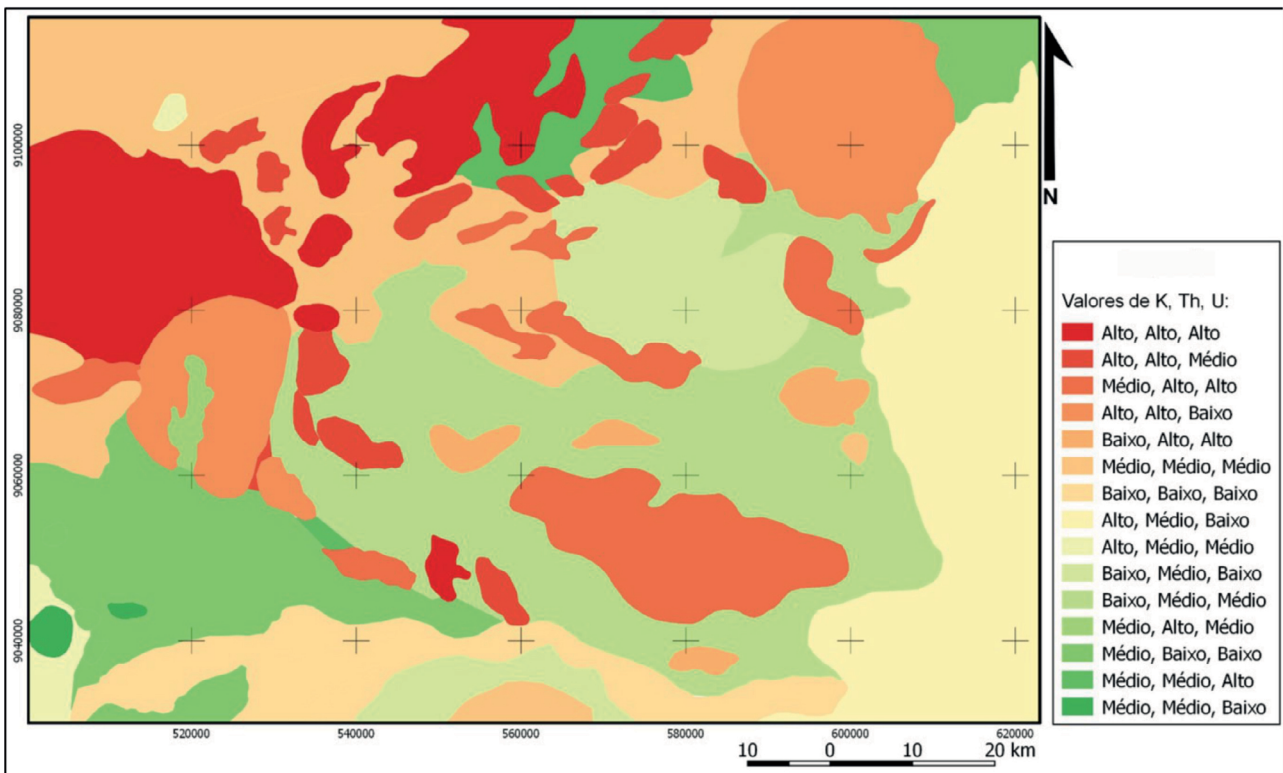 9100000
9080000
9060000
9040000
520000
540000
560000
580000
600000
620000
10 0 10 20 km
N
Valores de K, Th, U:
Alto, Alto, Alto
Alto, Alto, Médio
Médio, Alto, Alto
Alto, Alto, Baixo
Baixo, Alto, Alto
Médio, Médio, Médio
Baixo, Baixo, Baixo
Alto, Médio, Baixo
Alto, Médio, Médio
Baixo, Médio, Baixo
Baixo, Médio, Médio
Médio, Alto, Médio
Médio, Baixo, Baixo
Médio, Médio, Alto
Médio, Médio, Baixo